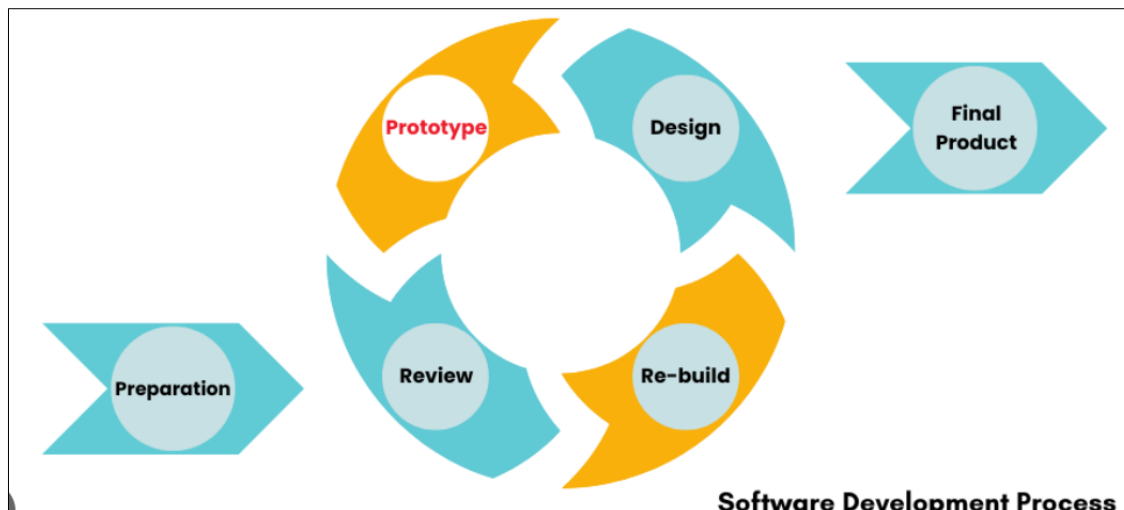 Prototype
Design
Final
Product
Preparation
Review
Re-build
Software Development Process